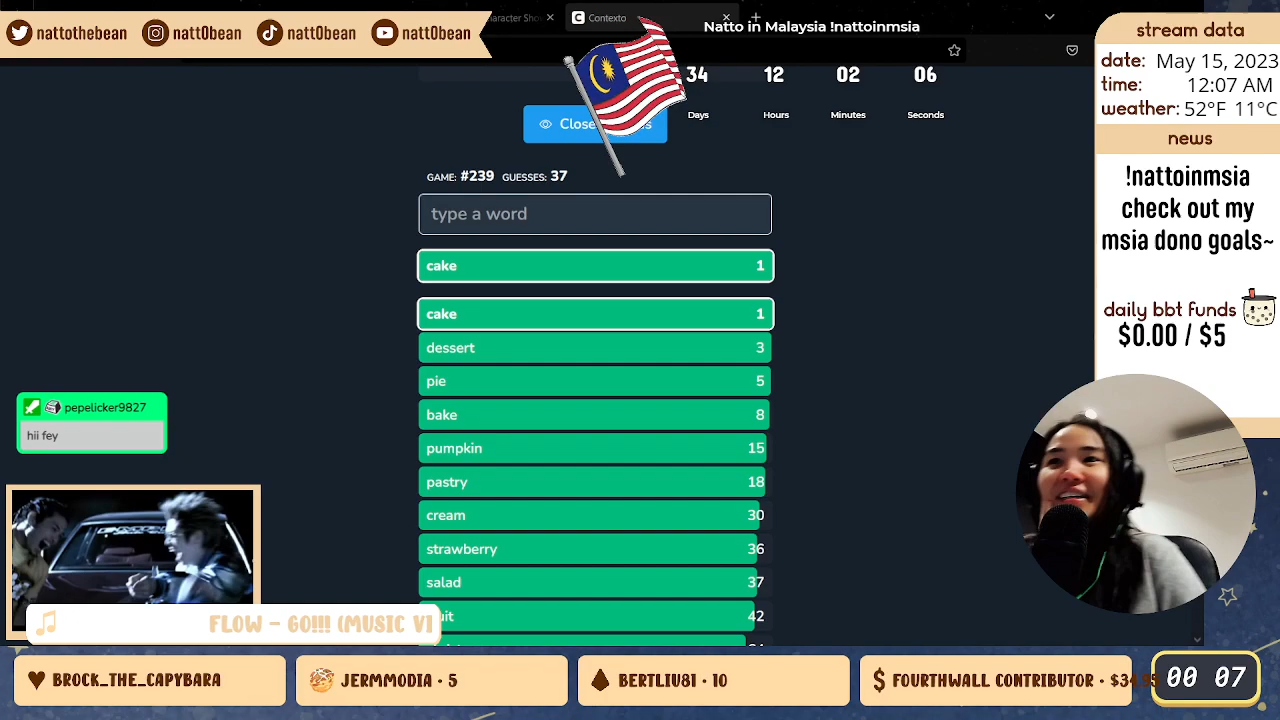 nattothebean
natt0bean
natt0bean
natt0bean
Contexto
Natto in Malaysia !nattoinmsia
34
12
02
06
Days
Hours
Minutes
Seconds
Close
GAME: #239 GUESSES: 37
type a word
cake 1
cake 1
dessert 3
pie 5
bake 8
pumpkin 15
pastry 18
cream 30
strawberry 36
salad 37
42
pepelicker9827
hii fey
FLOW - GO!!! (MUSIC VI
stream data
date: May 15, 2023
time: 12:07 AM
weather: 52°F 11°C
news
!nattoinmsia
check out my
msia dono goals~
daily bbt funds
$0.00 / $5
BROCK_THE_CAPYBARA
JERMMODIA · 5
BERTLIU81 · 10
$ FOURTHWALL CONTRIBUTOR ·
00 07